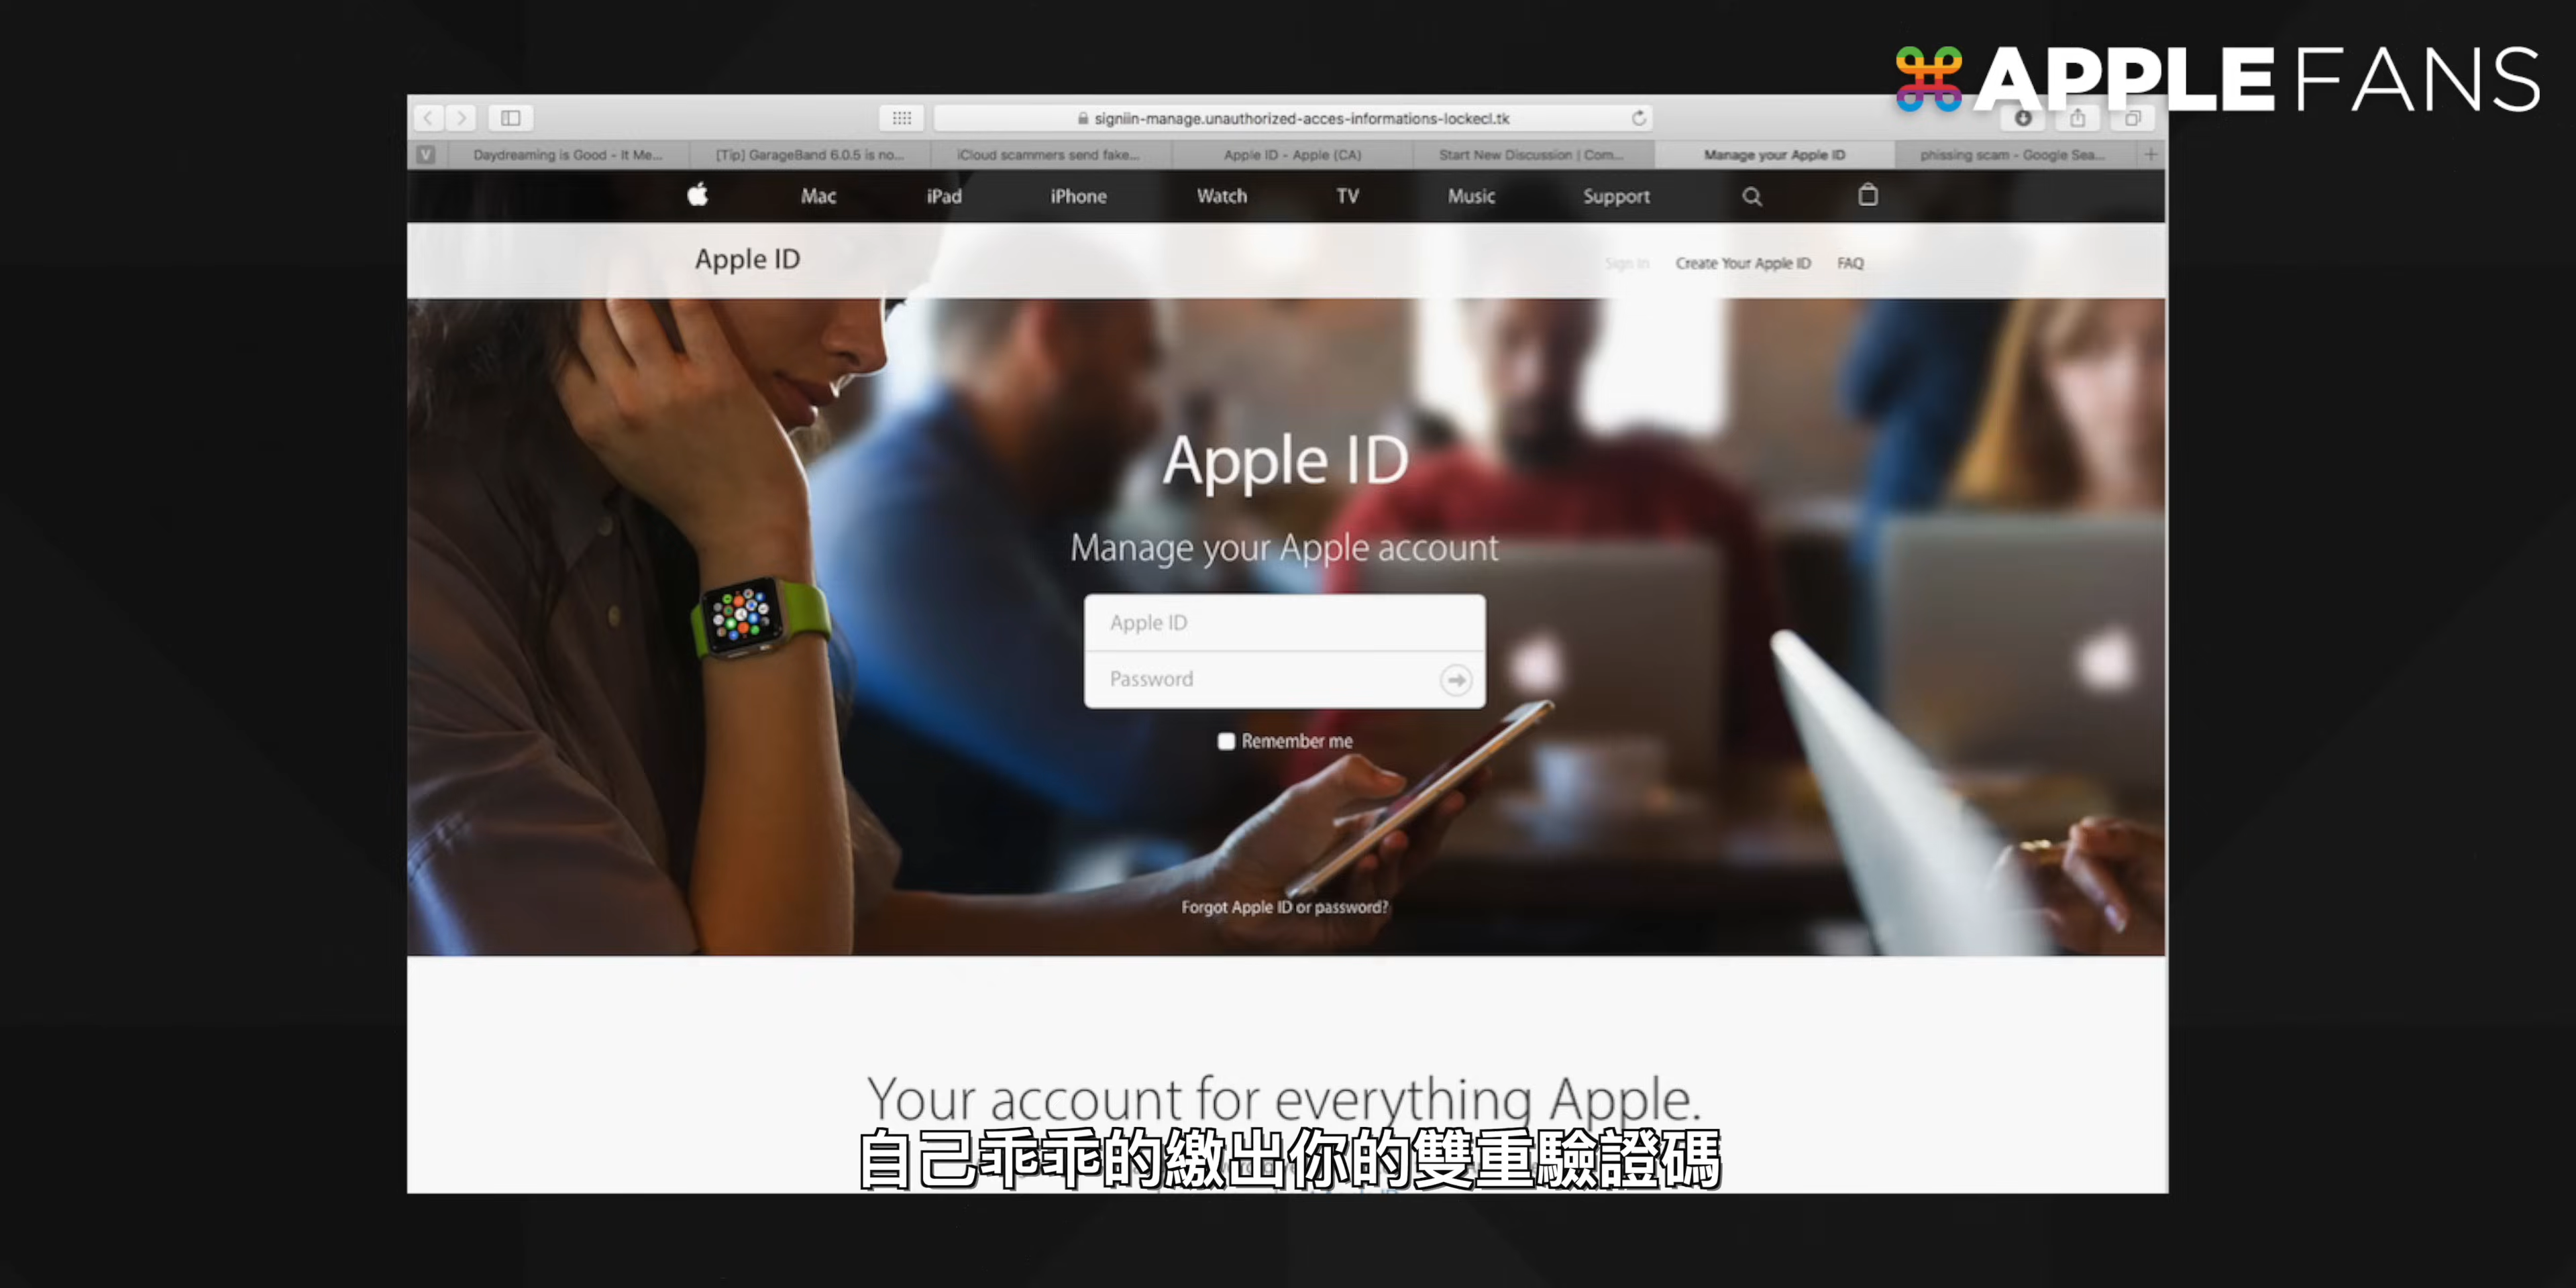 APPLE FANS
signiin-manage.unauthorized-acces-informations-lockecl.tk
V
Daydreaming is Good - It Me...
[Tip] GarageBand 6.0.5 is no...
iCloud scammers send fake...
Apple ID - Apple (CA)
Start New Discussion | Com...
Manage your Apple ID
phissing scam - Google Sea...
Mac
iPad
iPhone
Watch
TV
Music
Support
Apple ID
Sign In
Create Your Apple ID
FAQ
Apple ID
Manage your Apple account
Apple ID
Password
Remember me
Forgot Apple ID or password?
Your account for everything Apple.
自己乖乖的繳出你的雙重驗證碼